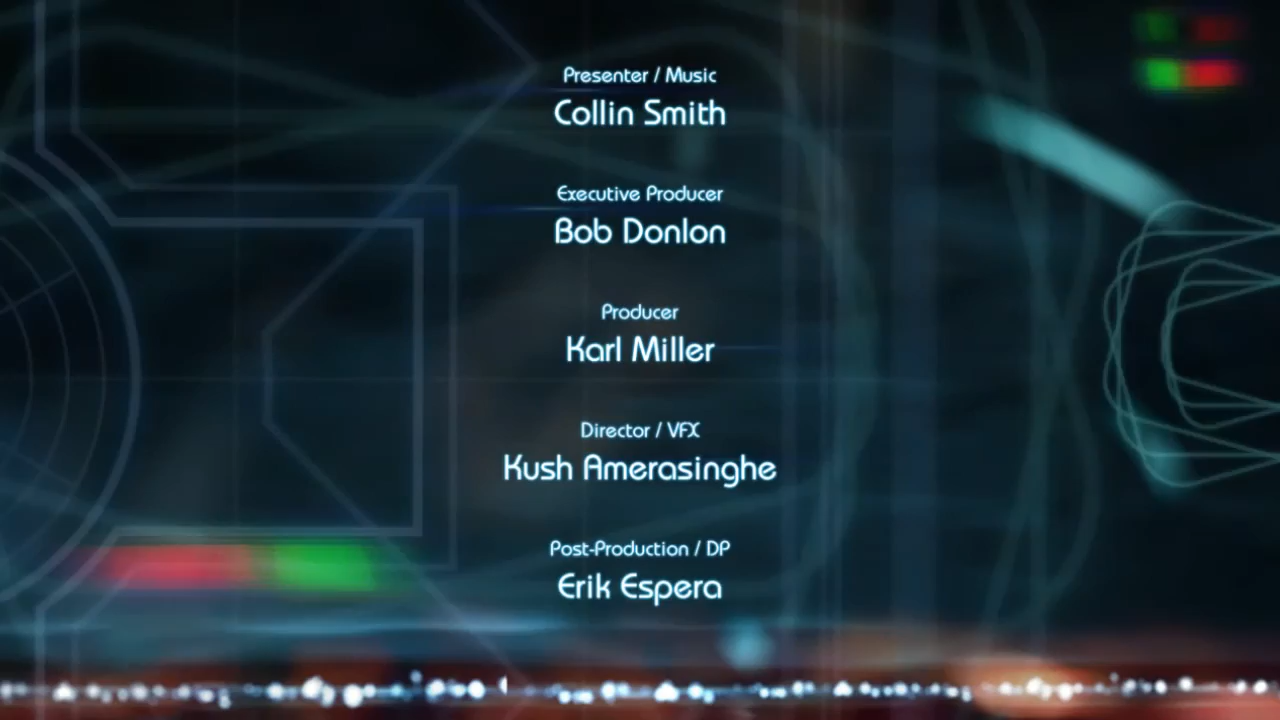 Presenter / Music
Collin Smith
Executive Producer
Bob Donlon
Producer
Karl Miller
Director / VFX
Kush Amerasinghe
Post-Production / DP
Erik Espera